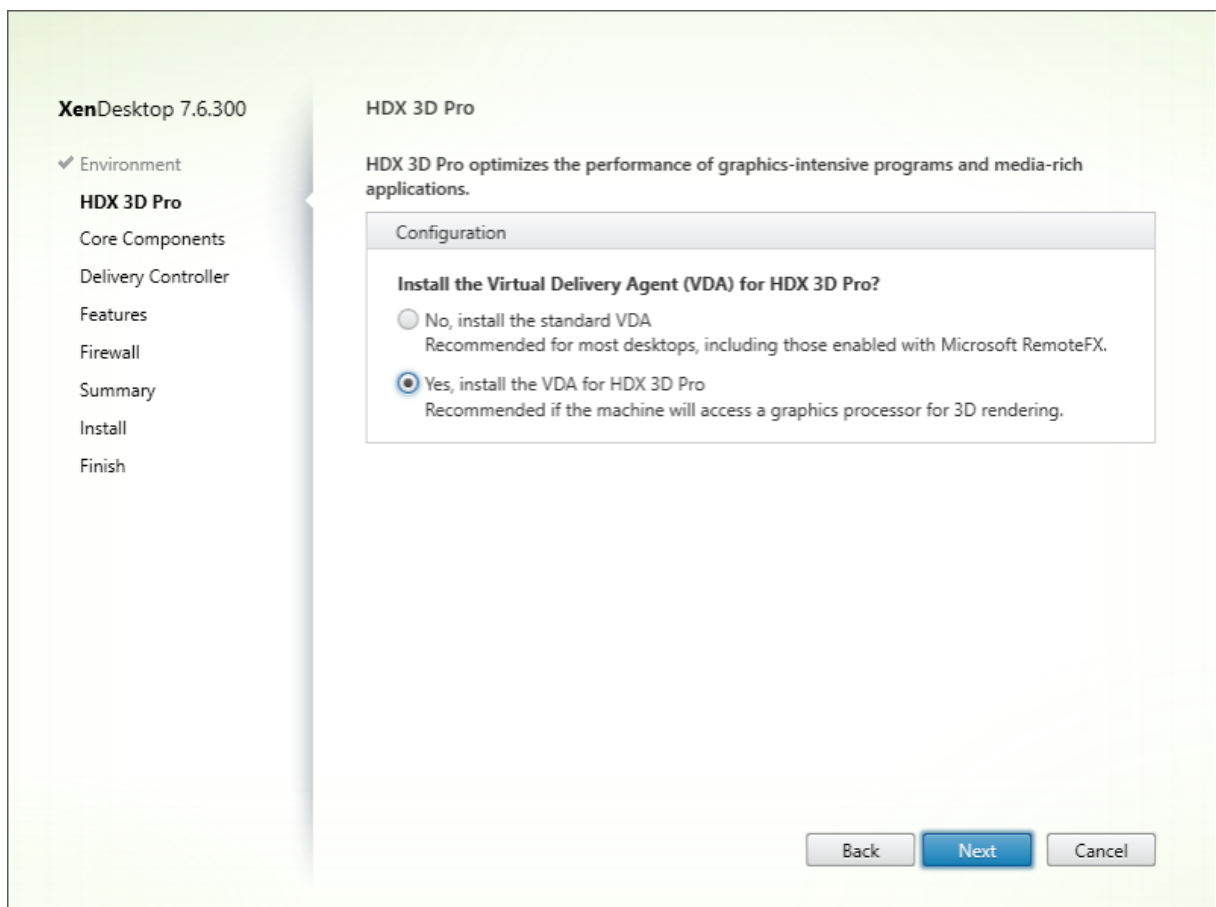 XenDesktop 7.6.300
Environment
HDX 3D Pro
Core Components
Delivery Controller
Features
Firewall
Summary
Install
Finish
HDX 3D Pro
HDX 3D Pro optimizes the performance of graphics-intensive programs and media-rich
applications.
Configuration
Install the Virtual Delivery Agent (VDA) for HDX 3D Pro?
No, install the standard VDA
Recommended for most desktops, including those enabled with Microsoft RemoteFX.
Yes, install the VDA for HDX 3D Pro
Recommended if the machine will access a graphics processor for 3D rendering.
Back Next Cancel